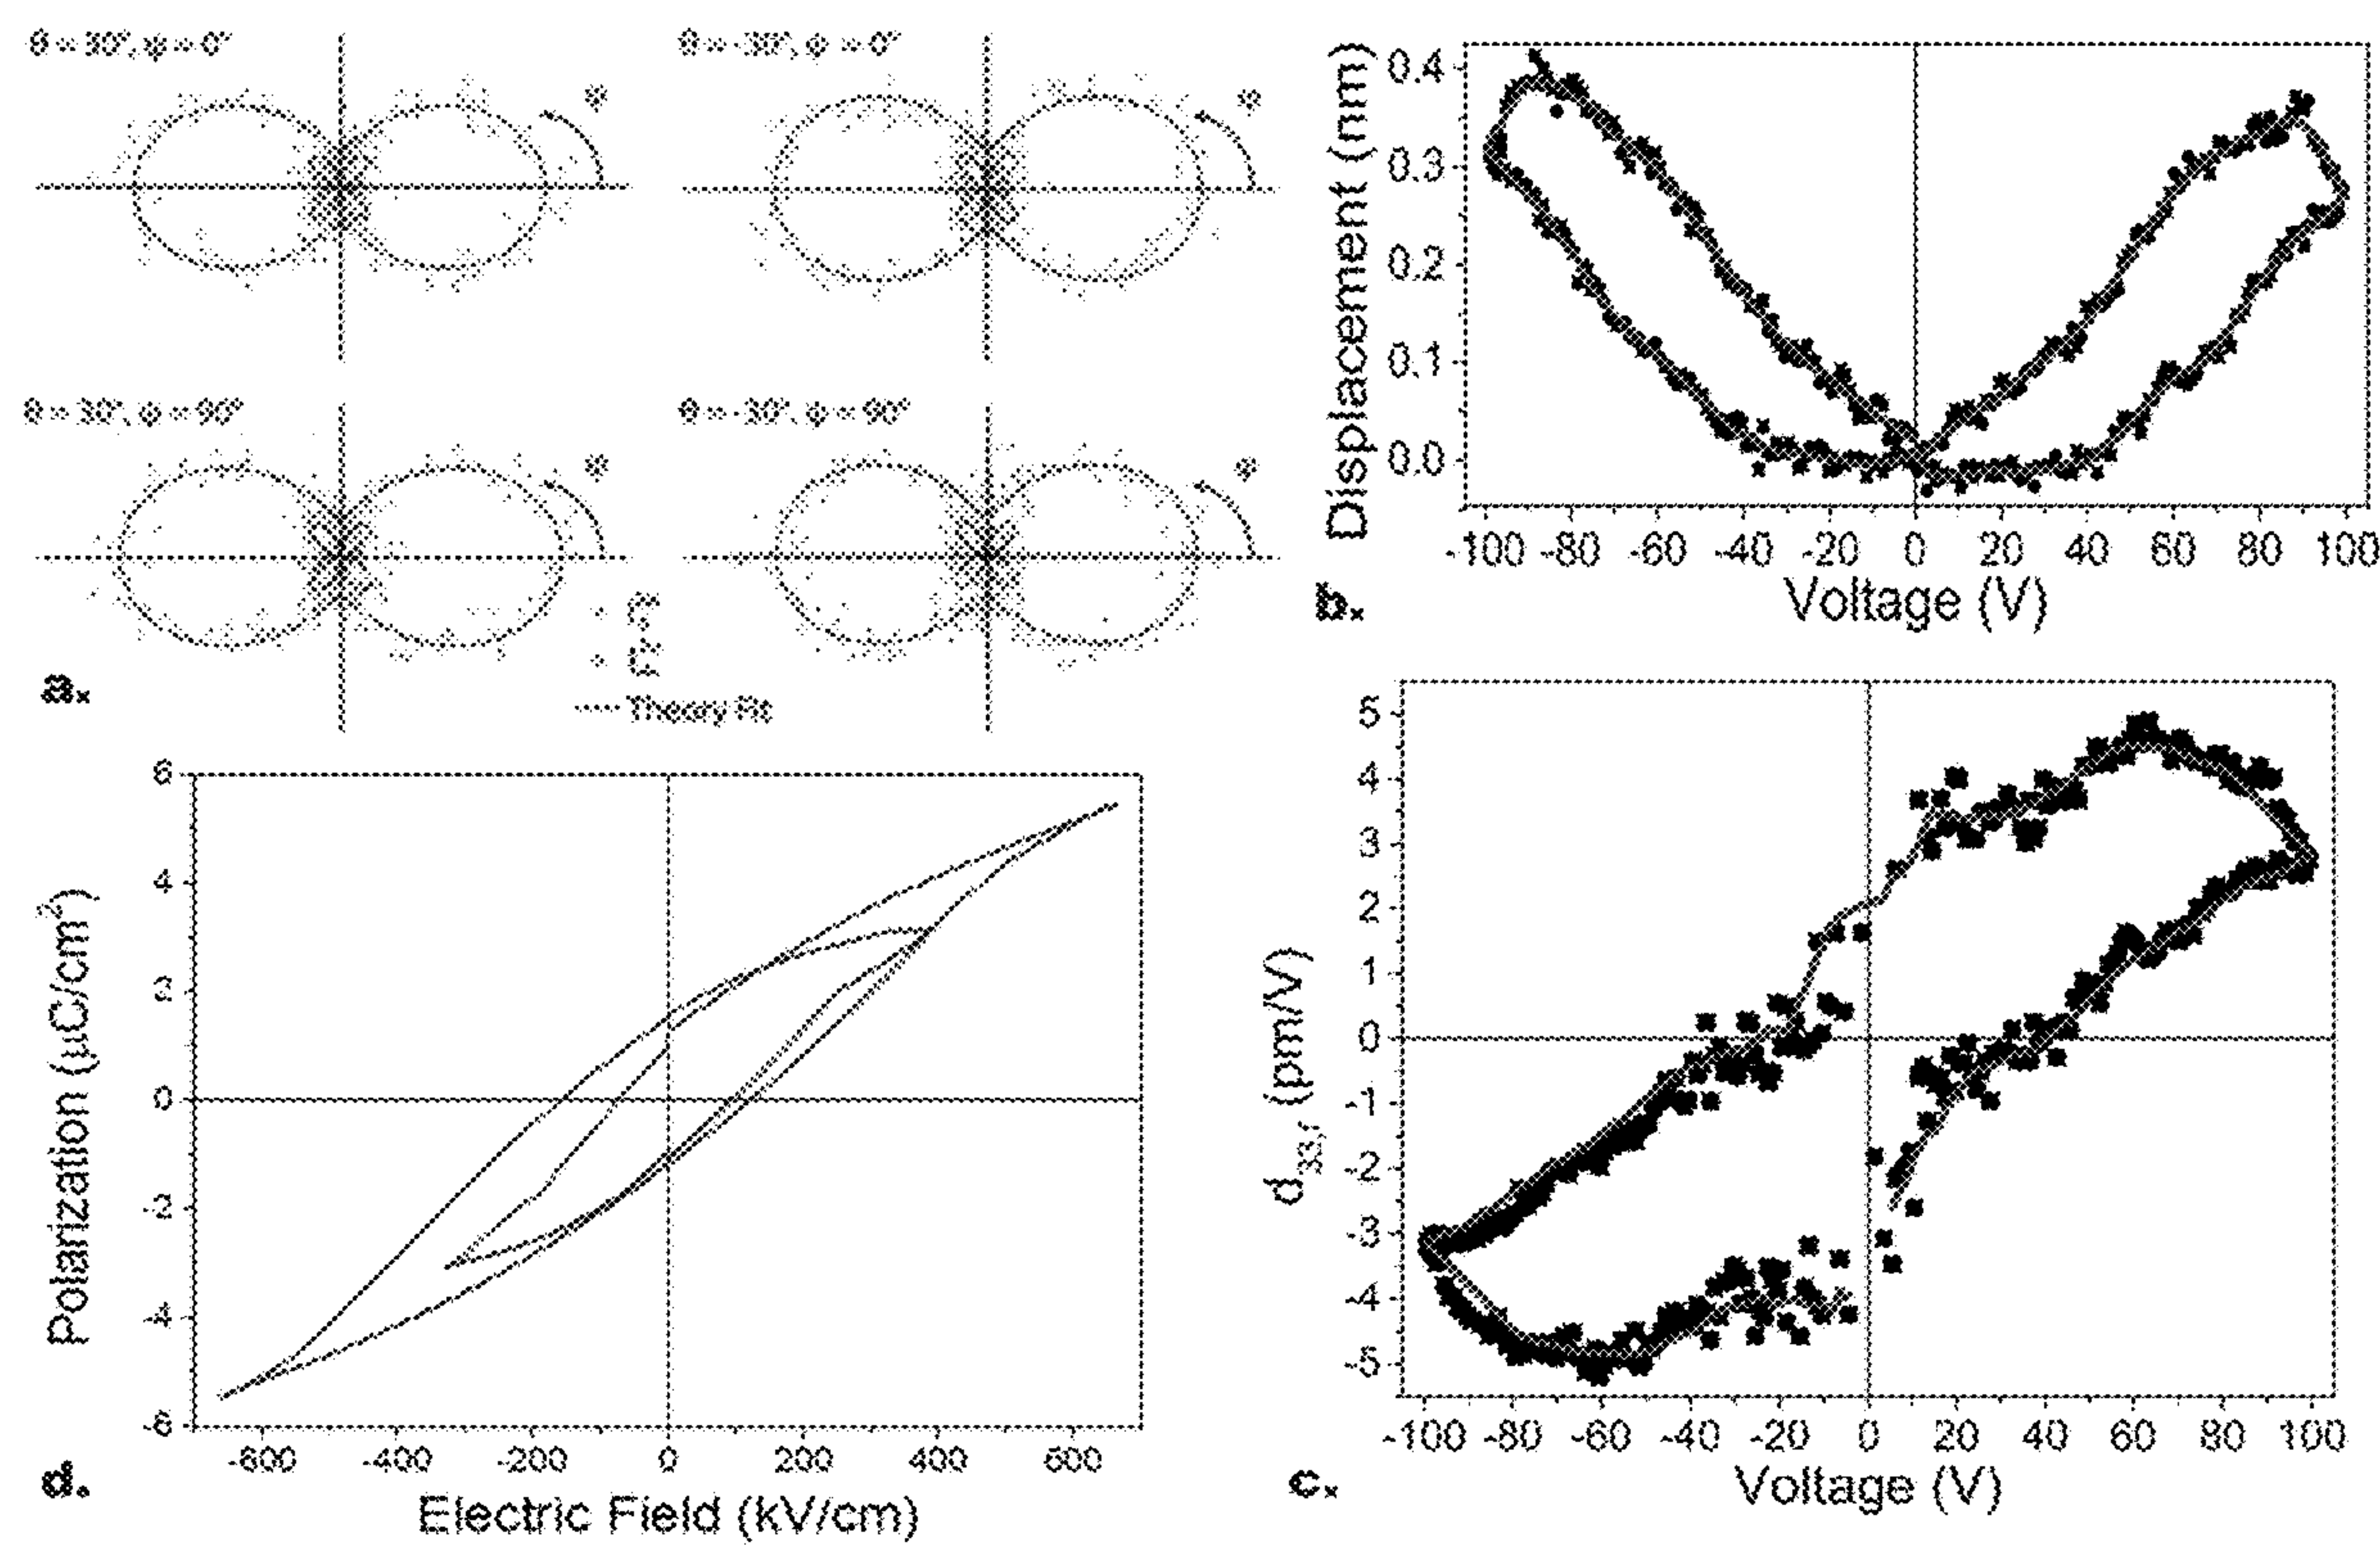 θ = 30°, ψ = 0°
θ = -30°, φ = 0°
φ
φ
θ = 30°, φ = 90°
θ = -30°, φ = 90°
φ
φ
Theory Fit
a.
Displacement (nm)
0.4
0.3
0.2
0.1
0.0
-100 -80 -60 -40 -20 0 20 40 60 80 100
Voltage (V)
b.
Polarization (μC/cm²)
6
4
2
0
-2
-4
-6
-600 -400 -200 0 200 400 600
Electric Field (kV/cm)
d.
d33,f (pm/V)
5
4
3
2
1
0
-1
-2
-3
-4
-5
-100 -80 -60 -40 -20 0 20 40 60 80 100
Voltage (V)
c.